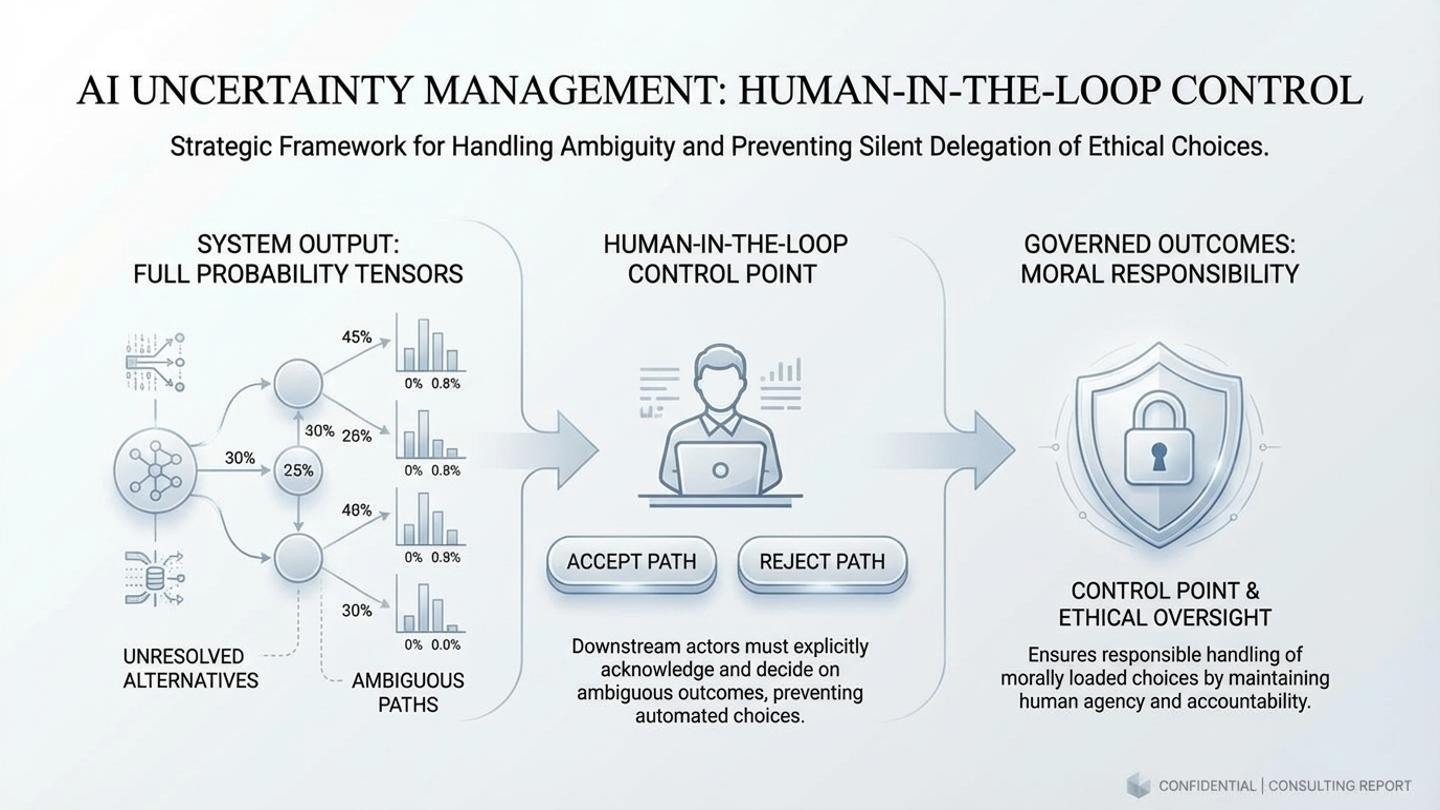 AI UNCERTAINTY MANAGEMENT: HUMAN-IN-THE-LOOP CONTROL
Strategic Framework for Handling Ambiguity and Preventing Silent Delegation of Ethical Choices.
SYSTEM OUTPUT:
FULL PROBABILITY TENSORS
45%
0% 0.8%
30%
30%
26%
25%
0% 0.8%
46%
0% 0.9%
30%
0% 0.0%
UNRESOLVED
ALTERNATIVES
AMBIGUOUS
PATHS
HUMAN-IN-THE-LOOP
CONTROL POINT
ACCEPT PATH
REJECT PATH
Downstream actors must explicitly
acknowledge and decide on
ambiguous outcomes, preventing
automated choices.
GOVERNED OUTCOMES:
MORAL RESPONSIBILITY
CONTROL POINT &
ETHICAL OVERSIGHT
Ensures responsible handling of
morally loaded choices by maintaining
human agency and accountability.
CONFIDENTIAL | CONSULTING REPORT